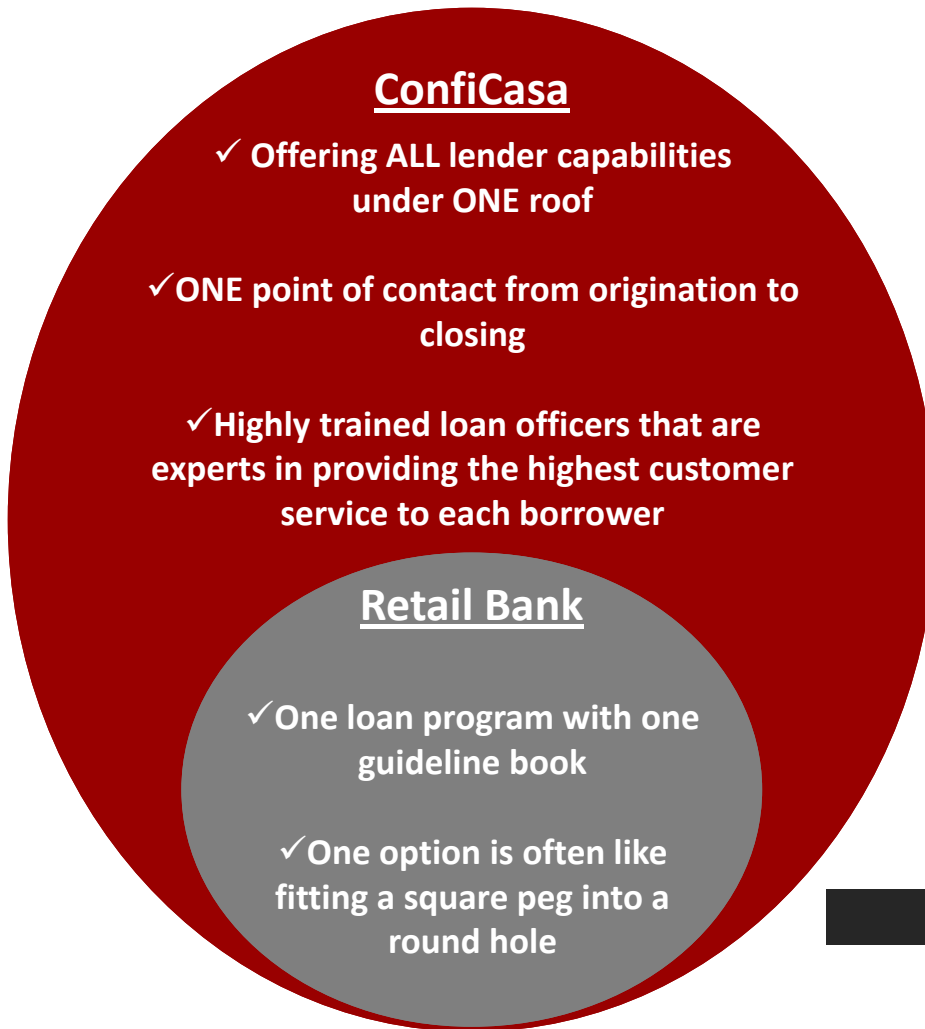 ConfiCasa
✓ Offering ALL lender capabilities
under ONE roof
✓ONE point of contact from origination to
closing
✓Highly trained loan officers that are
experts in providing the highest customer
service to each borrower
Retail Bank
✓One loan program with one
guideline book
✓One option is often like
fitting a square peg into a
round hole